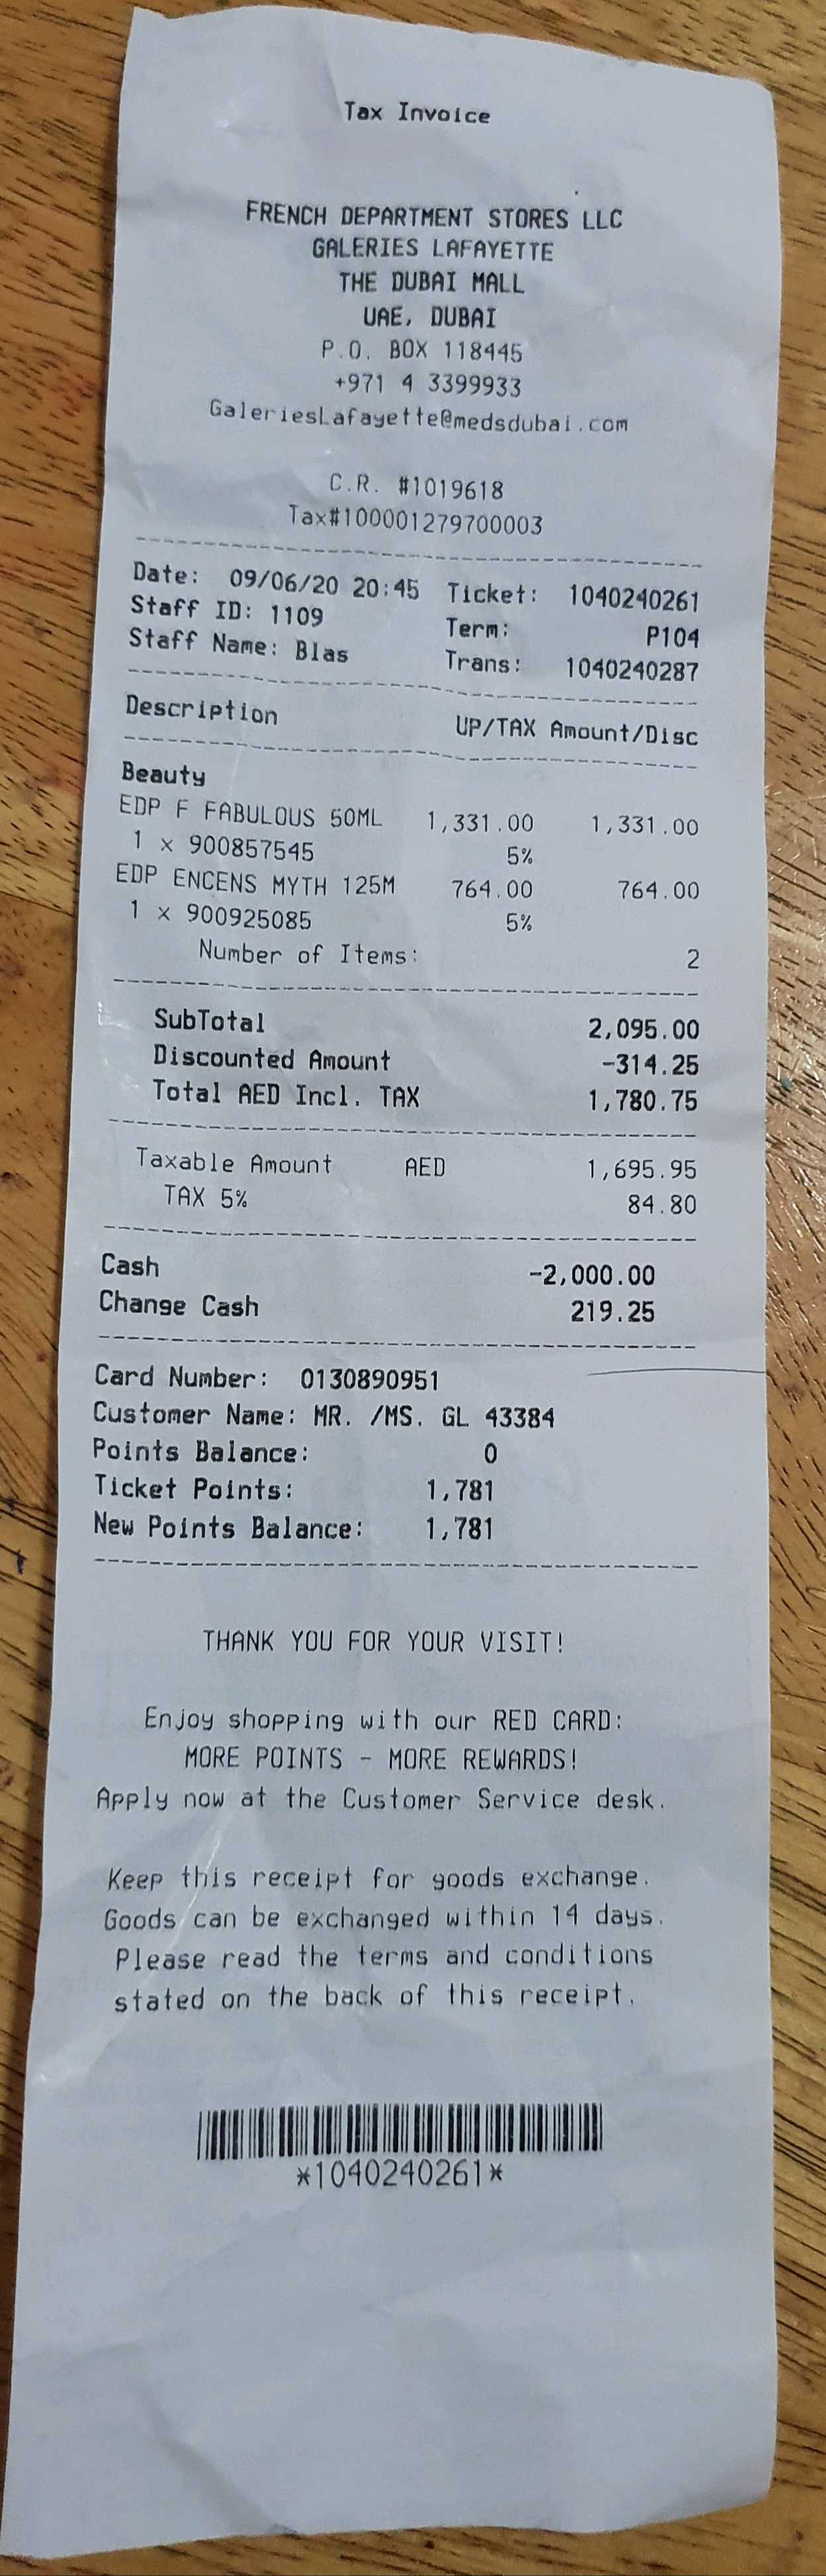 Tax Invoice
FRENCH DEPARTMENT STORES LLC
GALERIES LAFAYETTE
THE DUBAI MALL
UAE, DUBAI
P.O. BOX 118445
+971 4 3399933
GaleriesLafayette@medsdubai.com
C.R. #1019618
Tax#100001279700003
Date: 09/06/20 20:45 Ticket: 1040240261
Staff ID: 1109 Term: P104
Staff Name: Blas Trans: 1040240287
Description UP/TAX Amount/Disc
Beauty
EDP F FABULOUS 50ML 1,331.00 1,331.00
1 x 900857545 5%
EDP ENCENS MYTH 125M 764.00 764.00
1 x 900925085 5%
Number of Items: 2
SubTotal 2,095.00
Discounted Amount -314.25
Total AED Incl. TAX 1,780.75
Taxable Amount AED 1,695.95
TAX 5% 84.80
Cash -2,000.00
Change Cash 219.25
Card Number: 0130890951
Customer Name: MR. /MS. GL 43384
Points Balance: 0
Ticket Points: 1,781
New Points Balance: 1,781
THANK YOU FOR YOUR VISIT!
Enjoy shopping with our RED CARD:
MORE POINTS - MORE REWARDS!
Apply now at the Customer Service desk.
Keep this receipt for goods exchange.
Goods can be exchanged within 14 days.
Please read the terms and conditions
stated on the back of this receipt.
*1040240261*